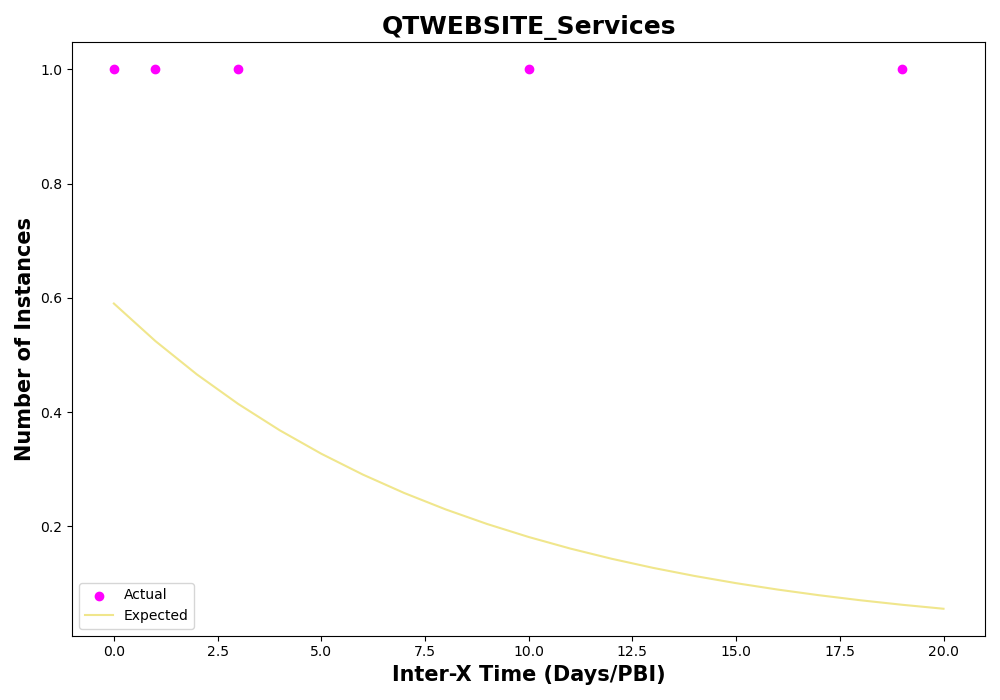 QTWEBSITE_Services
Number of Instances
1.0
0.8
0.6
0.4
0.2
Actual
Expected
0.0 2.5 5.0 7.5 10.0 12.5 15.0 17.5 20.0
Inter-X Time (Days/PBI)